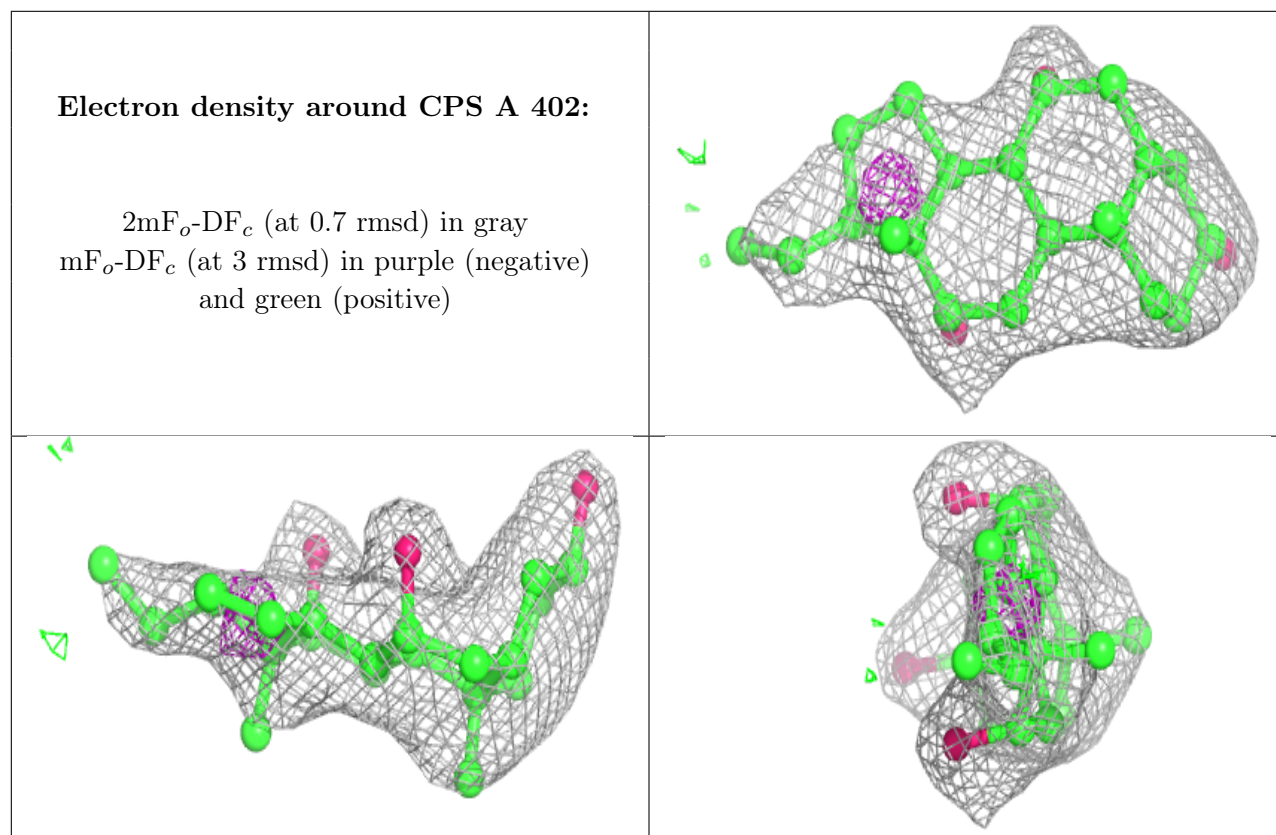 Electron density around CPS A 402:
2mFo-DFc (at 0.7 rmsd) in gray
mFo-DFc (at 3 rmsd) in purple (negative)
and green (positive)